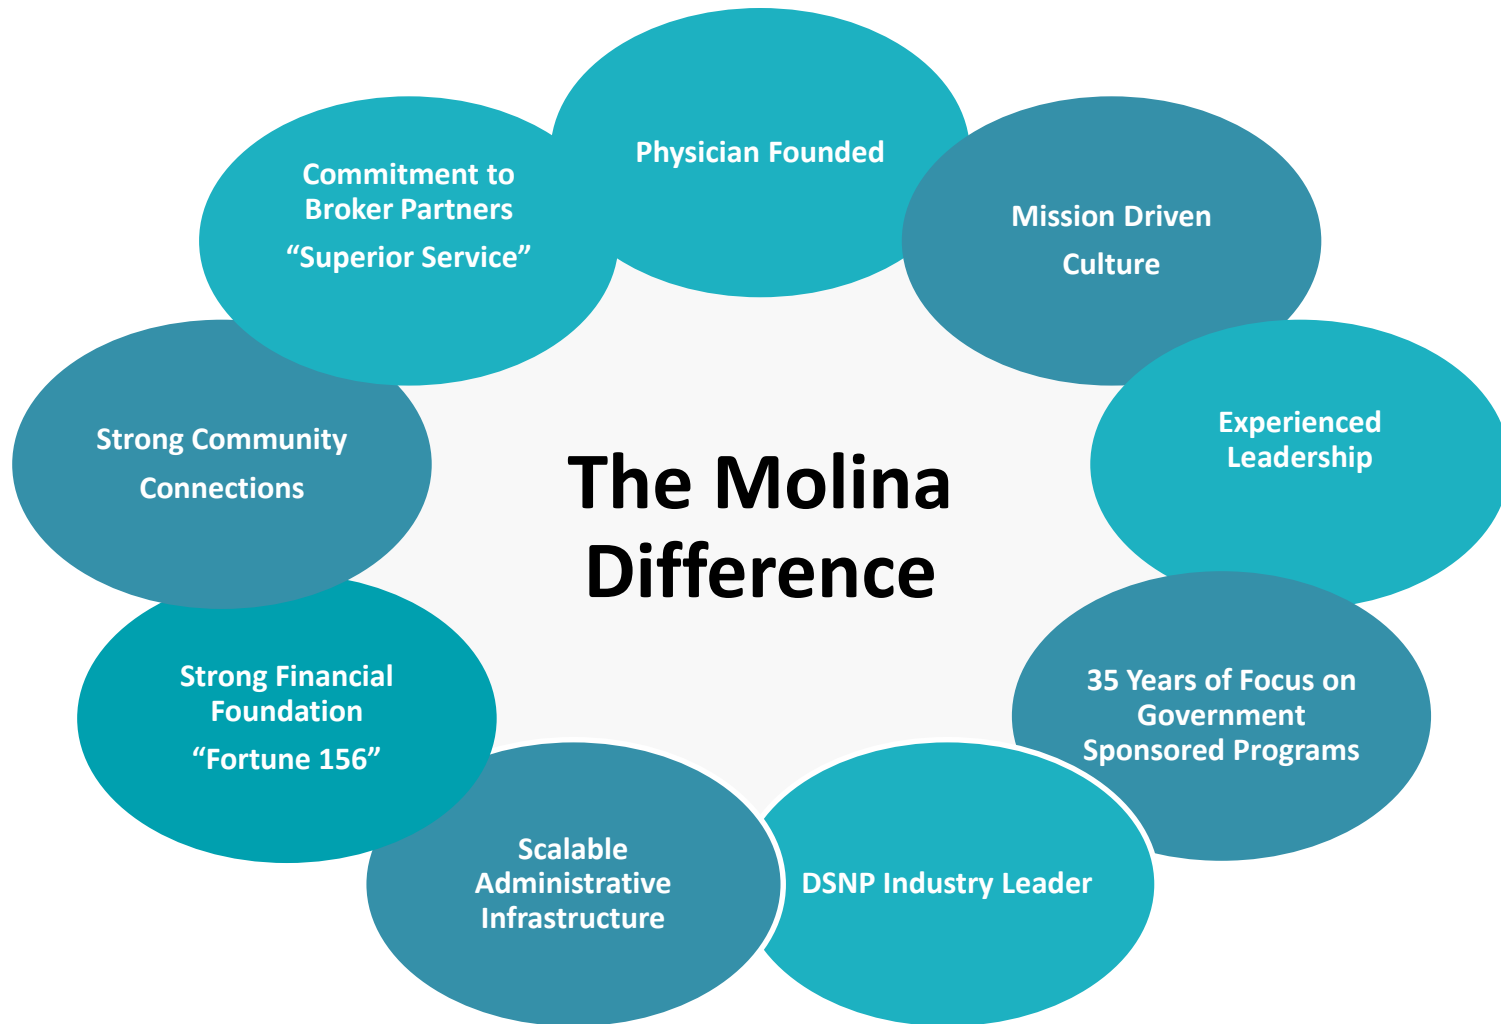 Physician Founded
Mission Driven
Culture
Experienced
Leadership
35 Years of Focus on
Government
Sponsored Programs
DSNP Industry Leader
Scalable
Administrative
Infrastructure
Strong Financial
Foundation
“Fortune 156”
Strong Community
Connections
Commitment to
Broker Partners
“Superior Service”
The Molina
Difference